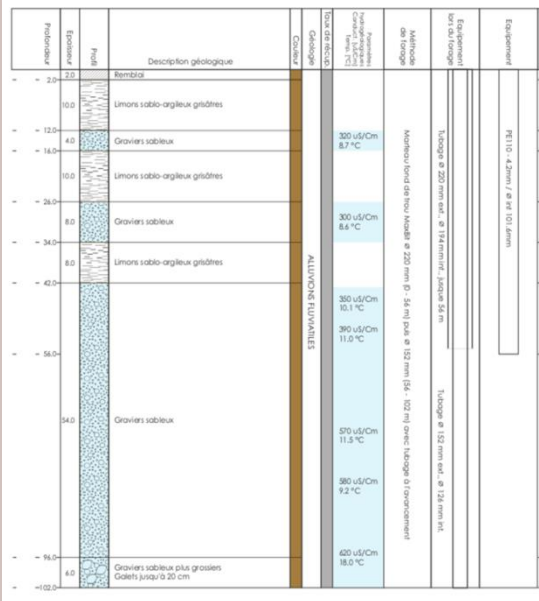 Profondeur
Epaisseur
Profil
Description géologique
Couleur
Géologie
Taux de récup.
Paramètres
hydrogéologiques
Conduct. (uS/Cm)
Temp. (°C)
Méthode
de forage
Equipement
lors du forage
Equipement
2.0
Remblai
- 2.0
10.0
Limons sablo-argileux grisâtres
- 12.0
4.0
Graviers sableux
320 uS/Cm
8.7 °C
- 16.0
10.0
Limons sablo-argileux grisâtres
- 26.0
8.0
Graviers sableux
300 uS/Cm
8.6 °C
- 34.0
8.0
Limons sablo-argileux grisâtres
- 42.0
350 uS/Cm
10.1 °C
390 uS/Cm
11.0 °C
- 56.0
54.0
Graviers sableux
570 uS/Cm
11.5 °C
580 uS/Cm
9.2 °C
- 96.0
620 uS/Cm
18.0 °C
6.0
Graviers sableux plus grossiers
Galets jusqu'à 20 cm
-102.0
ALLUVIONS FLUVIATILES
Marteau fond de trou MaxBit Ø 220 mm (0 - 56 m) puis Ø 152 mm (56 - 102 m) avec tubage à l'avancement
Tubage Ø 220 mm ext., Ø 194 mm int., jusque 56 m
Tubage Ø 152 mm ext., Ø 126 mm int.
PE110 - 4.2mm / Ø int 101.6mm